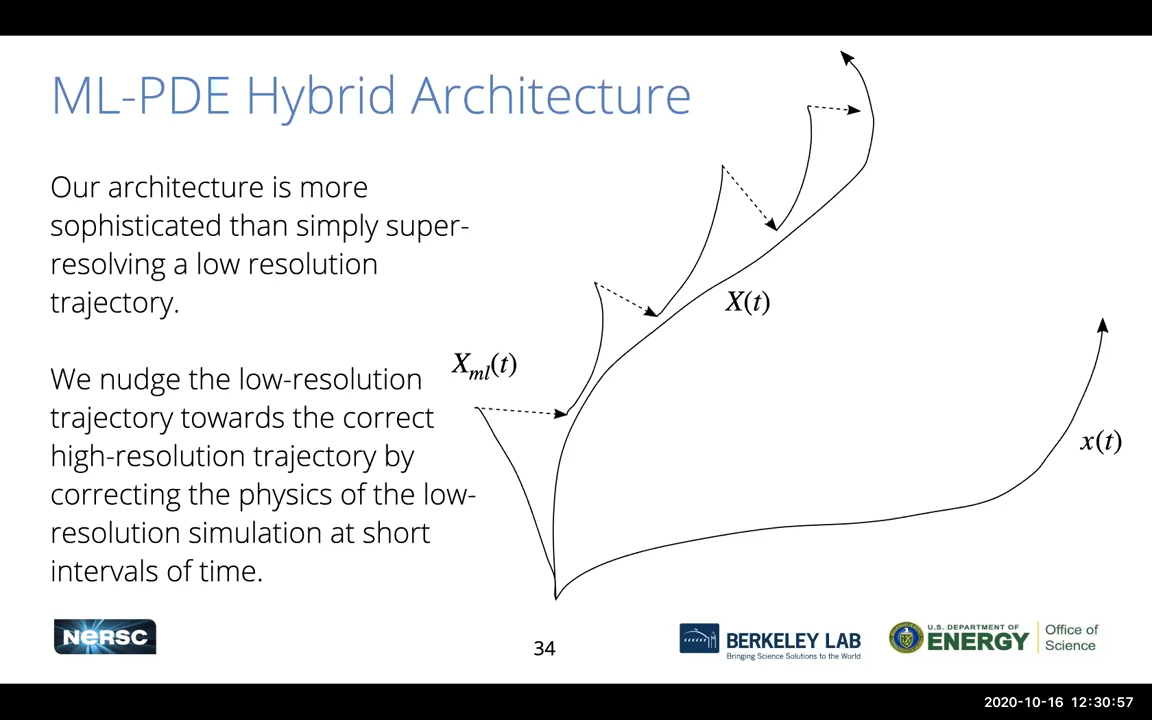 ML-PDE Hybrid Architecture
Our architecture is more
sophisticated than simply super-
resolving a low resolution
trajectory.
We nudge the low-resolution
trajectory towards the correct
high-resolution trajectory by
correcting the physics of the low-
resolution simulation at short
intervals of time.
X_ml(t)
X(t)
x(t)
NERSC
34
BERKELEY LAB
Bringing Science Solutions to the World
U.S. DEPARTMENT OF
ENERGY
Office of
Science
2020-10-16 12:30:57